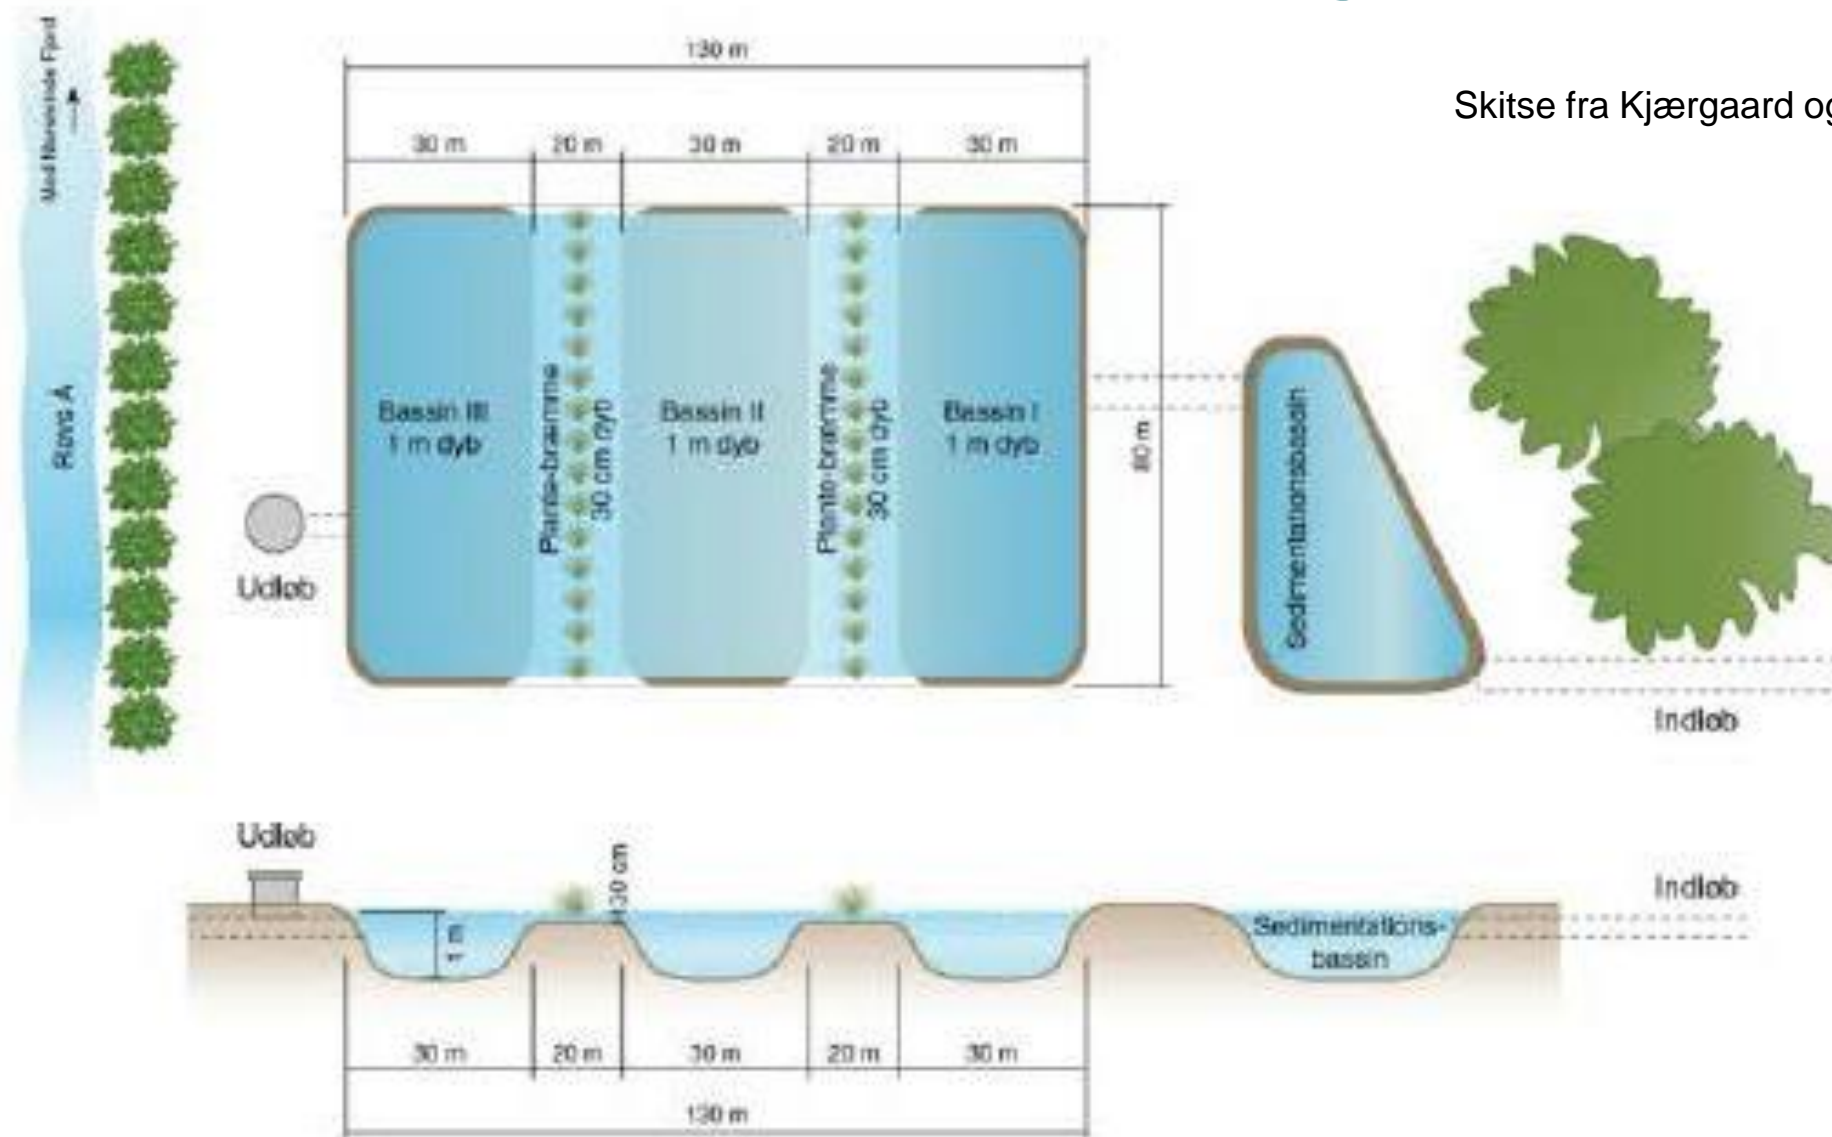 130 m
Skitse fra Kjærgaard og
30 m
20 m
30 m
20 m
30 m
Revs Å
Bassin III
1 m dyb
Plante-bræmme
30 cm dyb
Bassin II
1 m dyb
Plante-bræmme
30 cm dyb
Bassin I
1 m dyb
80 m
Sedimentationsbassin
Udløb
Indløb
Udløb
30 cm
1 m
Sedimentations-
bassin
Indløb
30 m
20 m
30 m
20 m
30 m
130 m